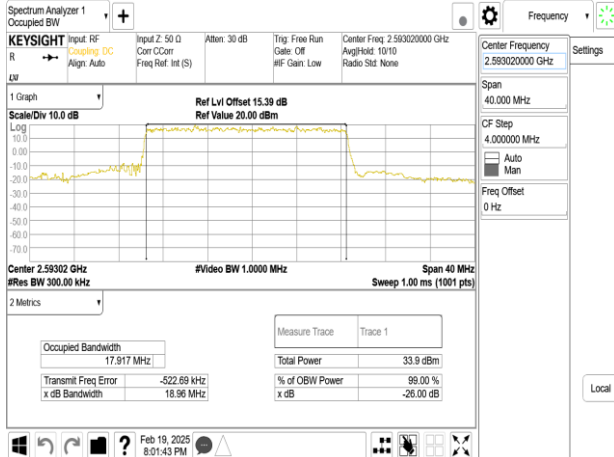 Spectrum Analyzer 1
Occupied BW
+
Frequency
KEYSIGHT
R
Input: RF
Coupling: DC
Align: Auto
Input Z: 50 Ω
Corr CCorr
Freq Ref: Int (S)
Atten: 30 dB
Trig: Free Run
Gate: Off
#IF Gain: Low
Center Freq: 2.593020000 GHz
Avg|Hold: 10/10
Radio Std: None
Center Frequency
2.593020000 GHz
Settings
Span
40.000 MHz
CF Step
4.000000 MHz
Auto
Man
Freq Offset
0 Hz
Local
1 Graph
Scale/Div 10.0 dB
Ref Lvl Offset 15.39 dB
Ref Value 20.00 dBm
Log
10.0
0.00
-10.0
-20.0
-30.0
-40.0
-50.0
-60.0
-70.0
Center 2.59302 GHz
#Video BW 1.0000 MHz
Span 40 MHz
#Res BW 300.00 kHz
Sweep 1.00 ms (1001 pts)
2 Metrics
Measure Trace Trace 1
Occupied Bandwidth
17.917 MHz
Total Power 33.9 dBm
Transmit Freq Error -522.69 kHz
% of OBW Power 99.00 %
x dB Bandwidth 18.96 MHz
x dB -26.00 dB
?
Feb 19, 2025
8:01:43 PM